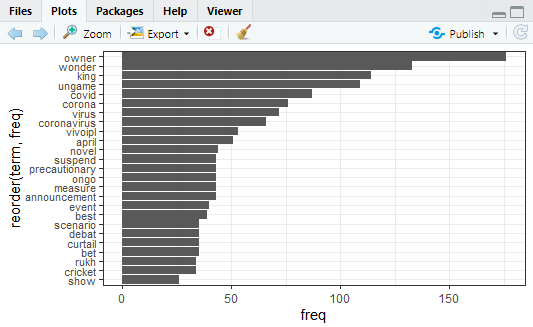 Files Plots Packages Help Viewer
Zoom Export Publish
owner
wonder
king
ungame
covid
corona
virus
coronavirus
vivoipl
april
novel
suspend
precautionary
ongo
measure
announcement
event
best
scenario
debat
curtail
bet
rukh
cricket
show
reorder(term, freq)
0 50 100 150
freq